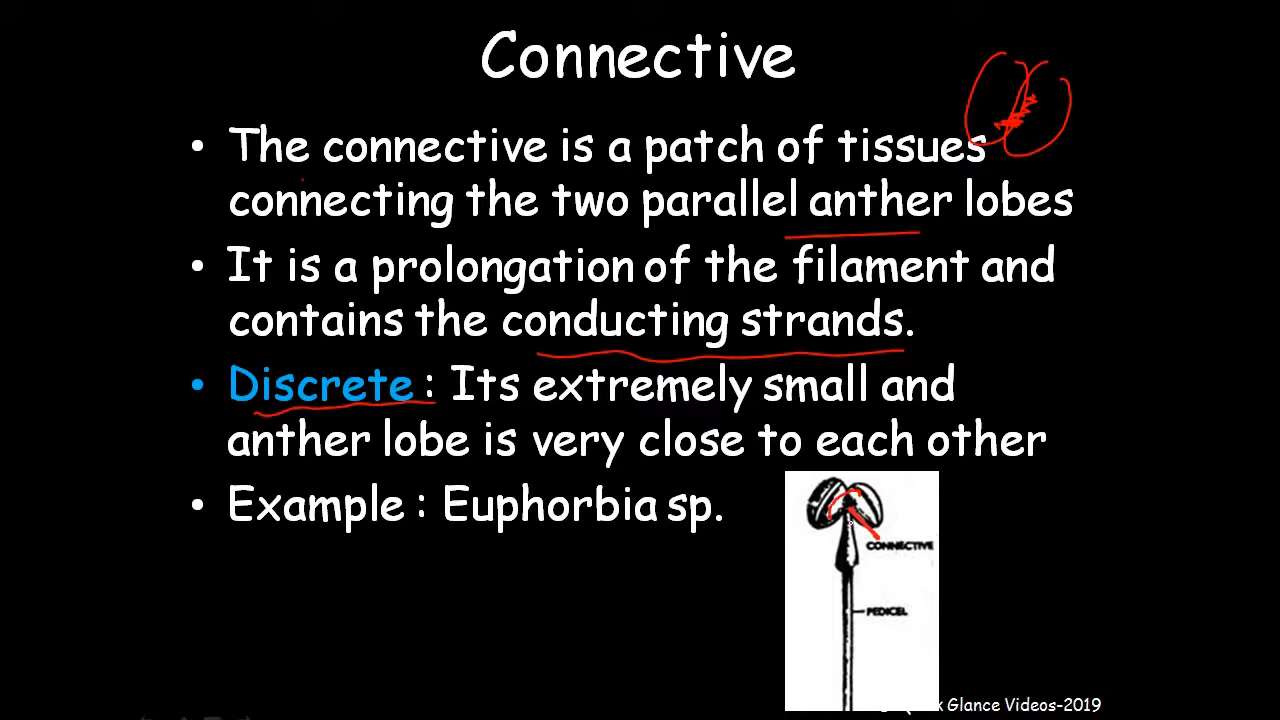 Connective
• The connective is a patch of tissues
connecting the two parallel anther lobes
• It is a prolongation of the filament and
contains the conducting strands.
• Discrete : Its extremely small and
anther lobe is very close to each other
• Example : Euphorbia sp.
CONNECTIVE
PEDICEL
Glance Videos-2019